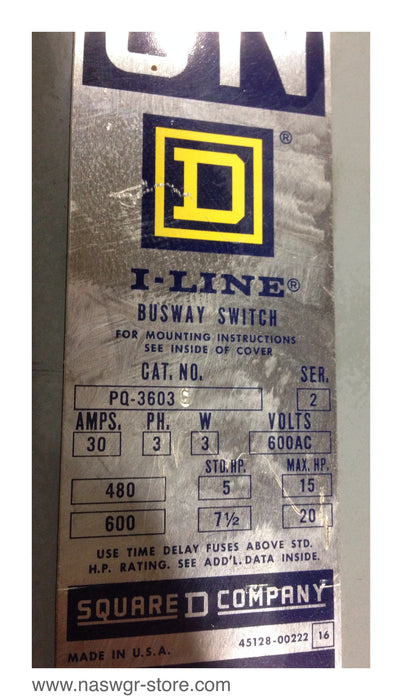 ON
D ®
I-LINE®
BUSWAY SWITCH
FOR MOUNTING INSTRUCTIONS
SEE INSIDE OF COVER
CAT. NO. SER.
PQ-3603 2
AMPS. PH. W VOLTS
30 3 3 600AC
STD. HP. MAX. HP.
480 5 15
600 7½ 20
USE TIME DELAY FUSES ABOVE STD.
H.P. RATING. SEE ADD'L. DATA INSIDE.
SQUARE D COMPANY
MADE IN U.S.A. 45128-00222 16
www.naswgr-store.com